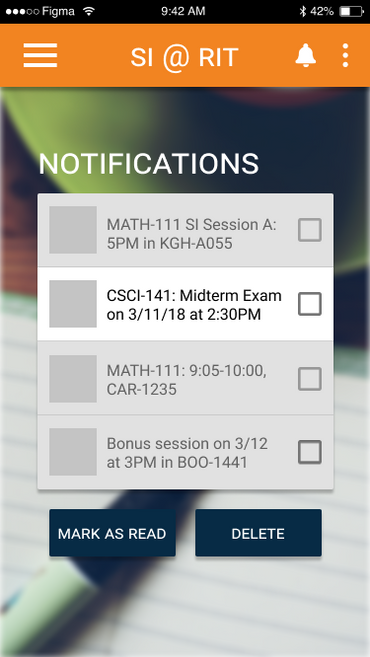 Figma 9:42 AM 42%
SI @ RIT
NOTIFICATIONS
MATH-111 SI Session A:
5PM in KGH-A055
CSCI-141: Midterm Exam
on 3/11/18 at 2:30PM
MATH-111: 9:05-10:00,
CAR-1235
Bonus session on 3/12
at 3PM in BOO-1441
MARK AS READ DELETE